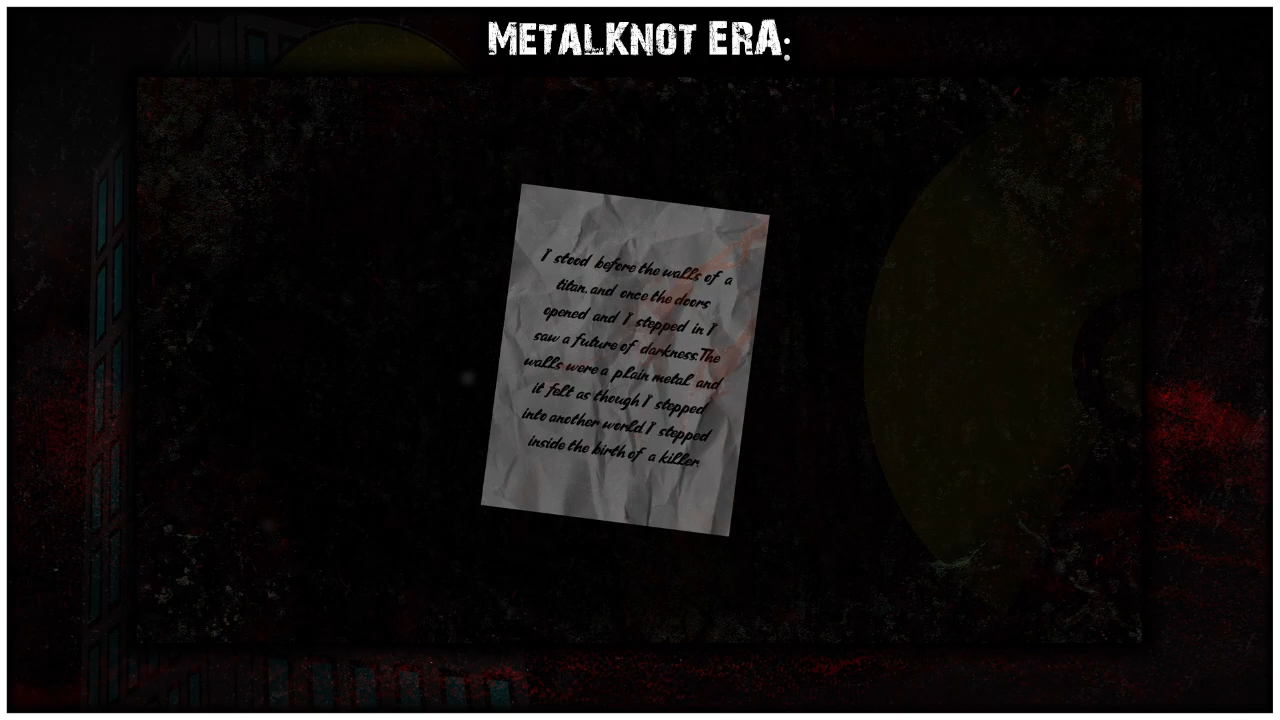 METALKNOT ERA:
I stood before the walls of a
titan.and once the doors
opened and I stepped in I
saw a future of darkness.The
walls were a plain metal and
it felt as though I stepped
into another world.I stepped
inside the birth of a killer.